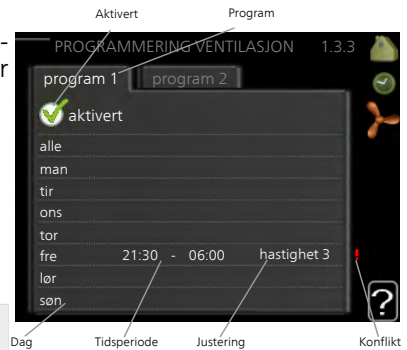 Aktivert Program
-
r
PROGRAMMERING VENTILASJON 1.3.3
program 1 program 2
aktivert
alle
man
tir
ons
tor
fre 21:30 - 06:00 hastighet 3 !
lør
søn
?
Dag Tidsperiode Justering Konflikt